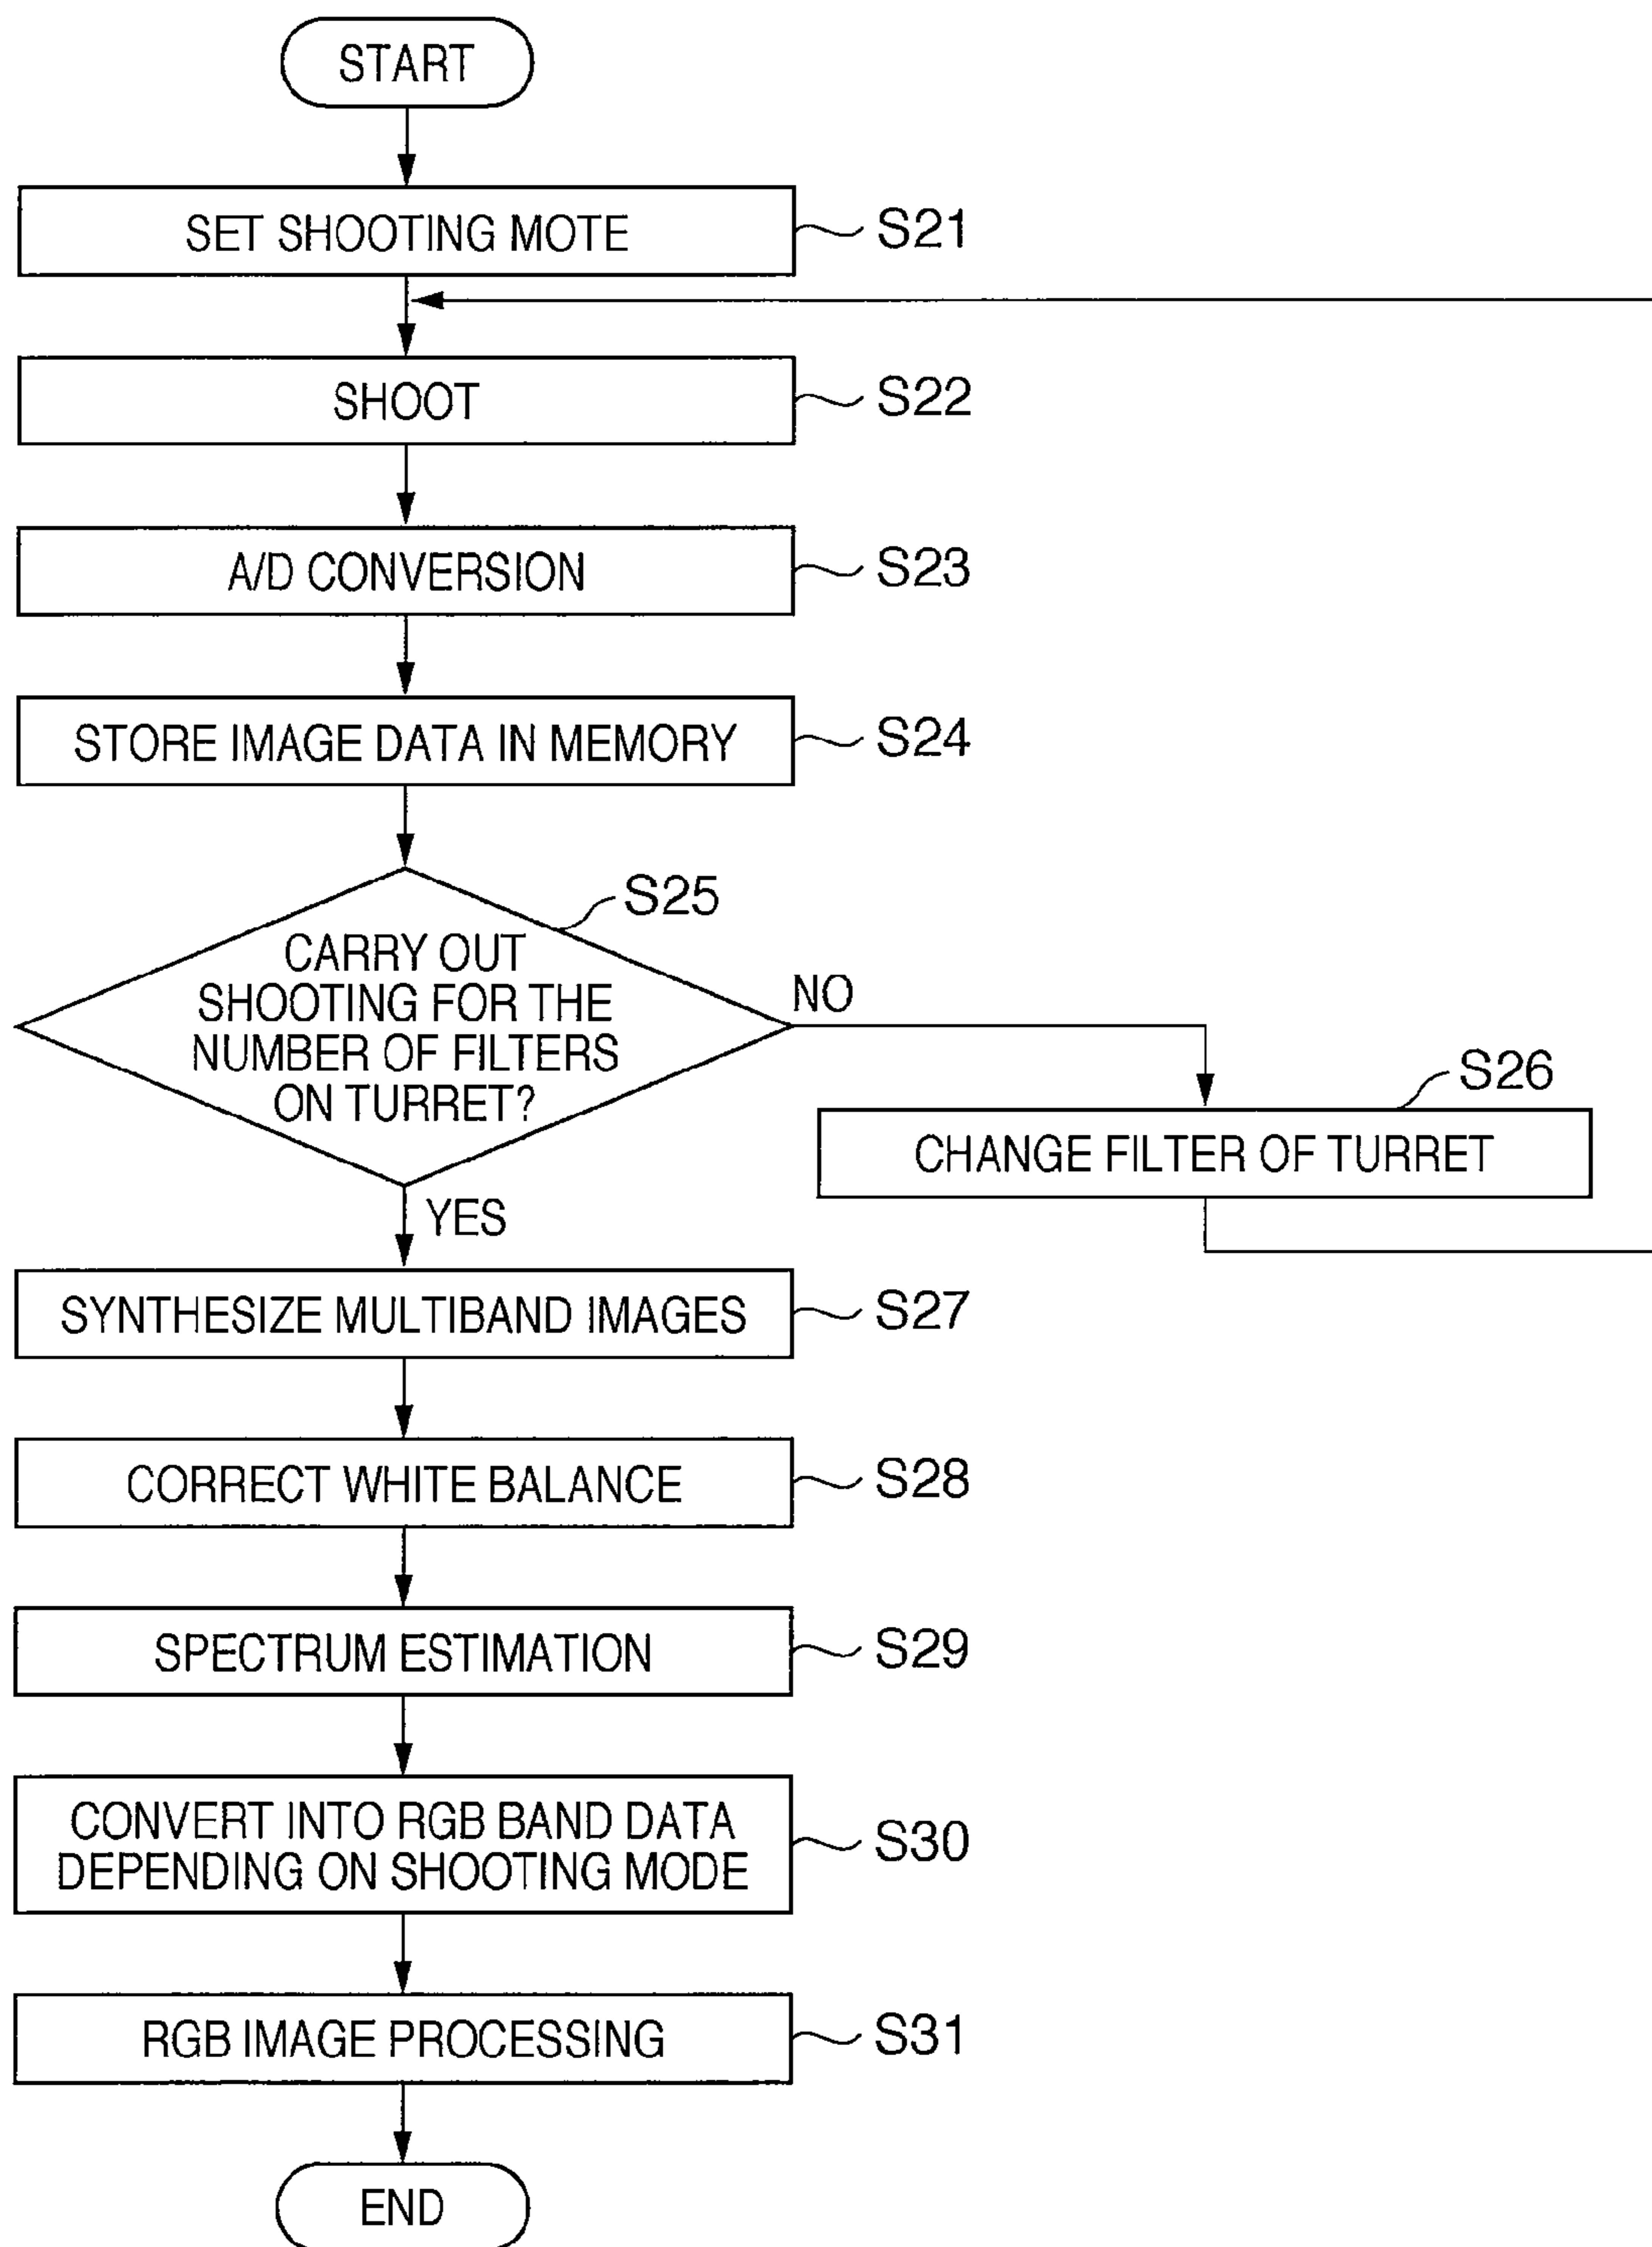 START
SET SHOOTING MOTE
S21
SHOOT
S22
A/D CONVERSION
S23
STORE IMAGE DATA IN MEMORY
S24
S25
CARRY OUT
SHOOTING FOR THE
NUMBER OF FILTERS
ON TURRET?
NO
S26
CHANGE FILTER OF TURRET
YES
SYNTHESIZE MULTIBAND IMAGES
S27
CORRECT WHITE BALANCE
S28
SPECTRUM ESTIMATION
S29
CONVERT INTO RGB BAND DATA
DEPENDING ON SHOOTING MODE
S30
RGB IMAGE PROCESSING
S31
END